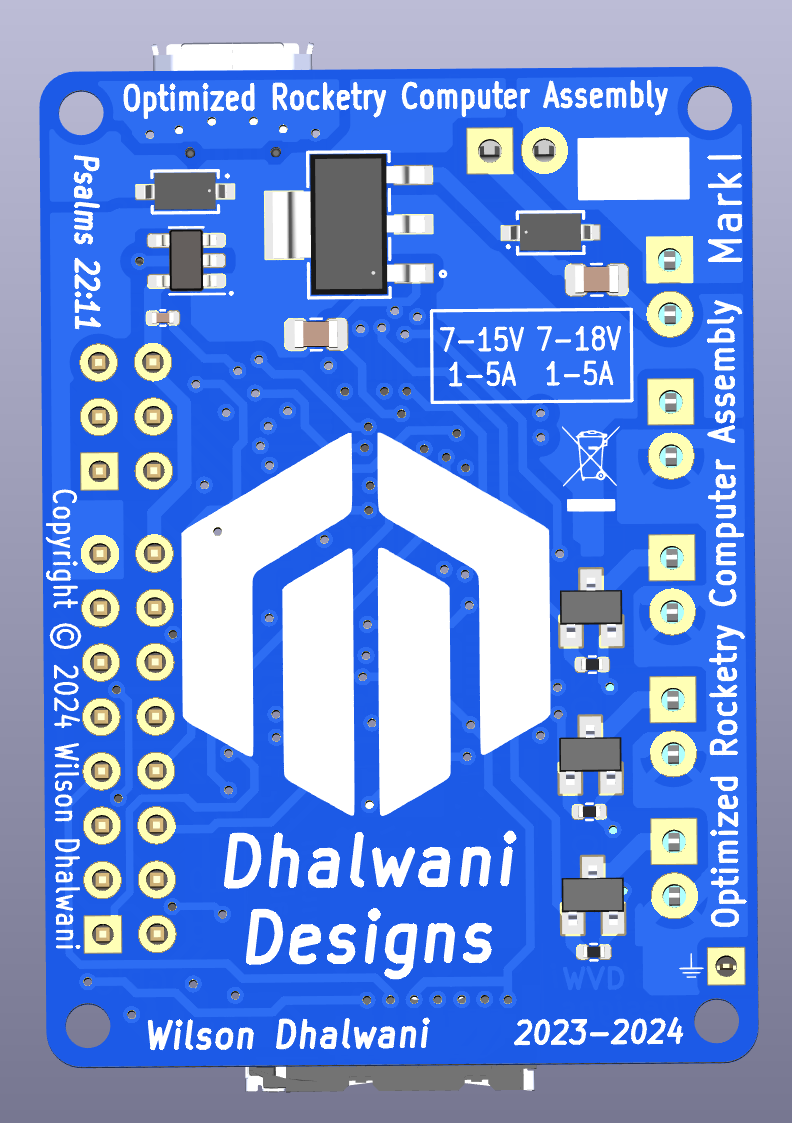 Optimized Rocketry Computer Assembly
Psalms 22:11
Mark1
7-15V 7-18V
1-5A 1-5A
Optimized Rocketry Computer Assembly
Copyright © 2024 Wilson Dhalwani
Dhalwani
Designs
WVD
Wilson Dhalwani
2023-2024